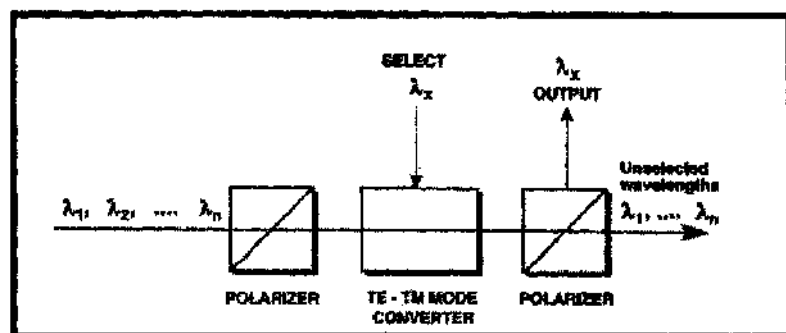 SELECT
λx
λx
OUTPUT
Unselected
wavelengths
λ1, λ2, .... λn
λ1, .... λn
POLARIZER
TE - TM MODE
CONVERTER
POLARIZER